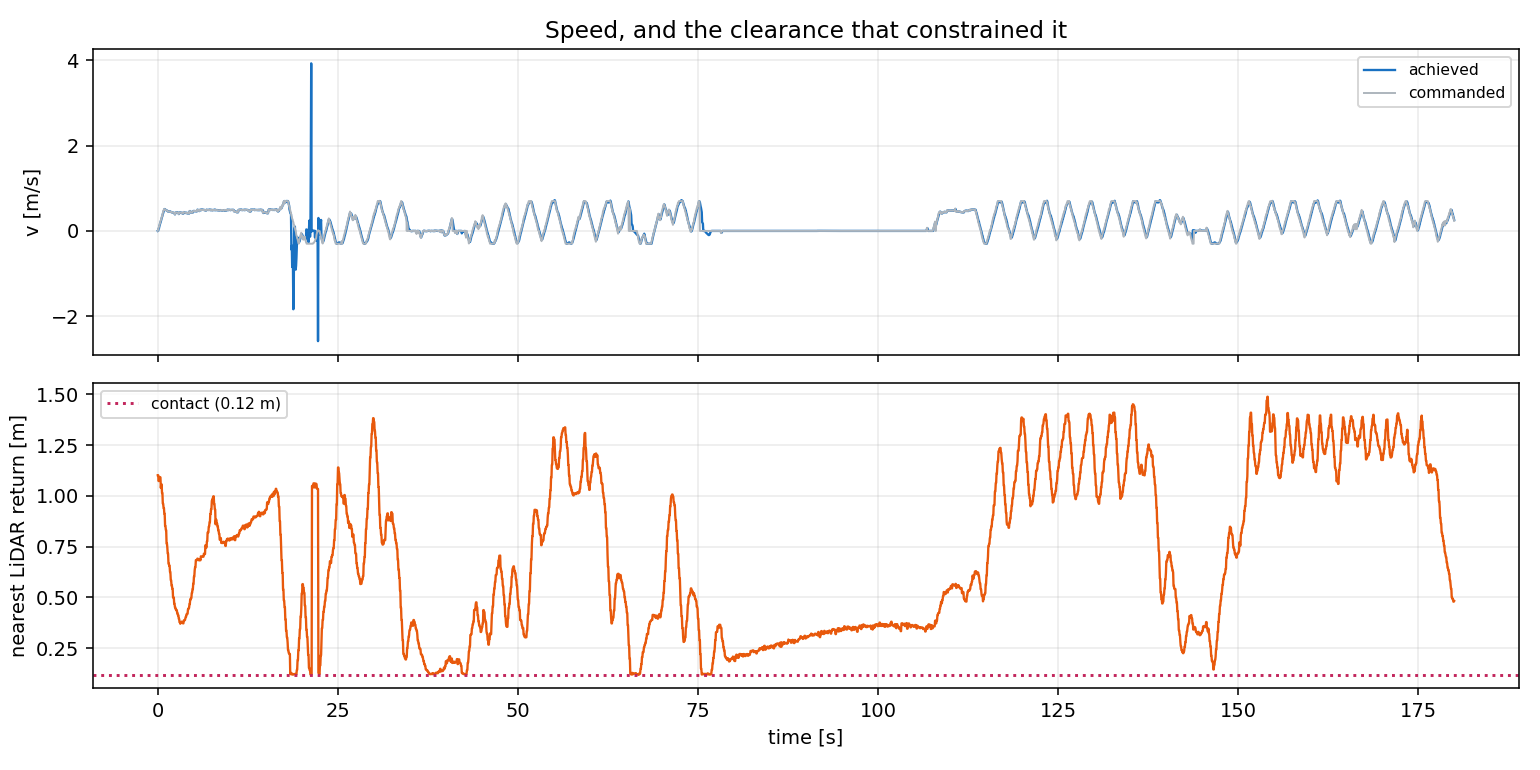 Speed, and the clearance that constrained it
v [m/s]
4
2
0
−2
achieved
commanded
nearest LiDAR return [m]
1.50
1.25
1.00
0.75
0.50
0.25
contact (0.12 m)
0 25 50 75 100 125 150 175
time [s]